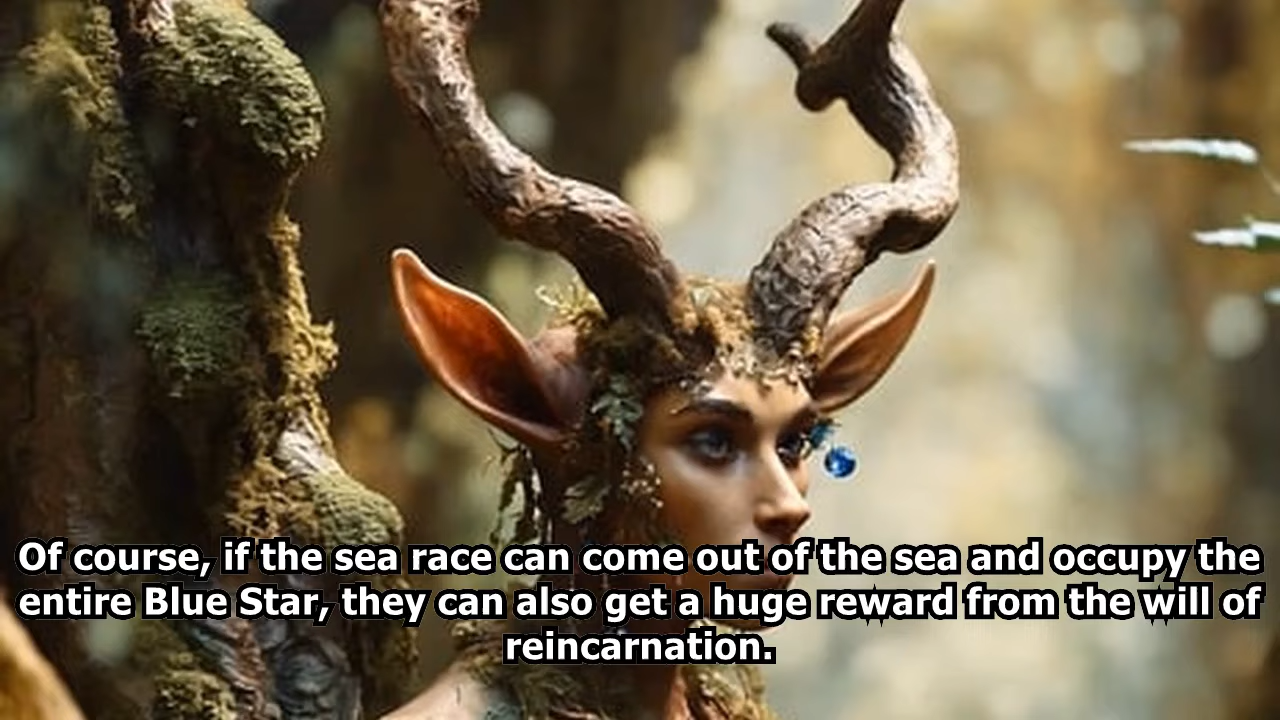 Of course, if the sea race can come out of the sea and occupy the
entire Blue Star, they can also get a huge reward from the will of
reincarnation.